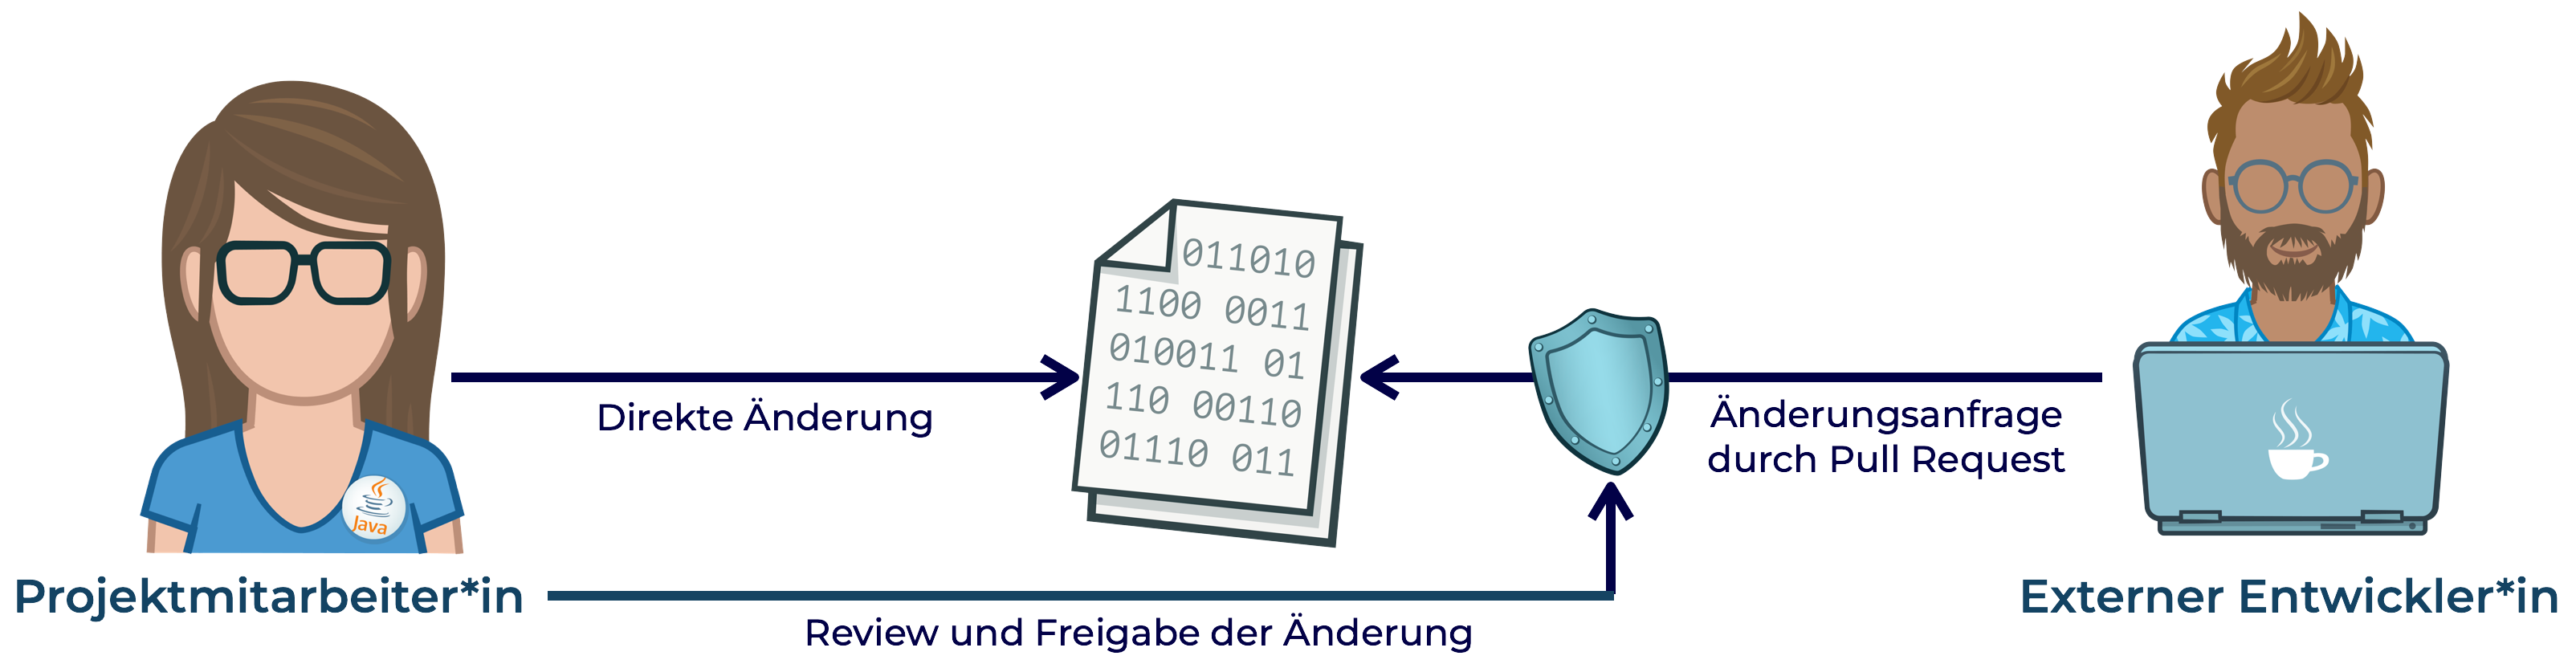 011010
1100 0011
010011 01
110 00110
01110 011
Direkte Änderung
Änderungsanfrage
durch Pull Request
Java
Projektmitarbeiter*in
Externer Entwickler*in
Review und Freigabe der Änderung